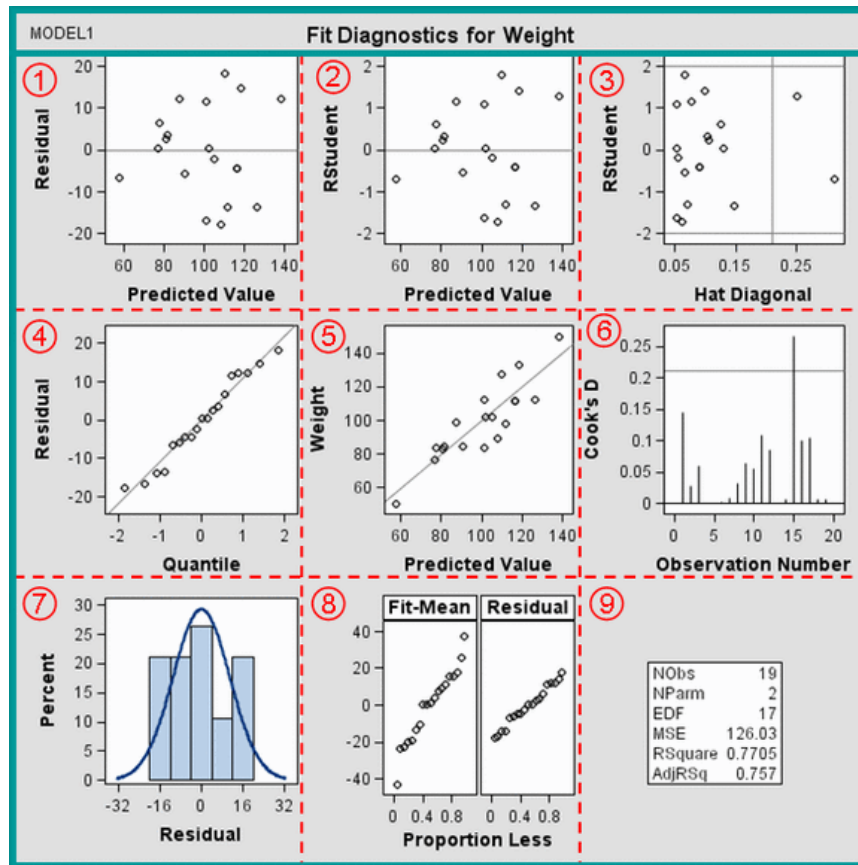 MODEL1
Fit Diagnostics for Weight
①
Residual
20
10
0
-10
-20
60 80 100 120 140
Predicted Value
②
RStudent
2
1
0
-1
-2
60 80 100 120 140
Predicted Value
③
RStudent
2
1
0
-1
-2
0.05 0.15 0.25
Hat Diagonal
④
Residual
20
10
0
-10
-20
-2 -1 0 1 2
Quantile
⑤
Weight
140
120
100
80
60
60 80 100 120 140
Predicted Value
⑥
Cook's D
0.25
0.2
0.15
0.1
0.05
0
0 5 10 15 20
Observation Number
⑦
Percent
30
25
20
15
10
5
0
-32 -16 0 16 32
Residual
⑧
Fit-Mean Residual
40
20
0
-20
-40
0 0.4 0.8 0 0.4 0.8
Proportion Less
⑨
NObs 19
NParm 2
EDF 17
MSE 126.03
RSquare 0.7705
AdjRSq 0.757